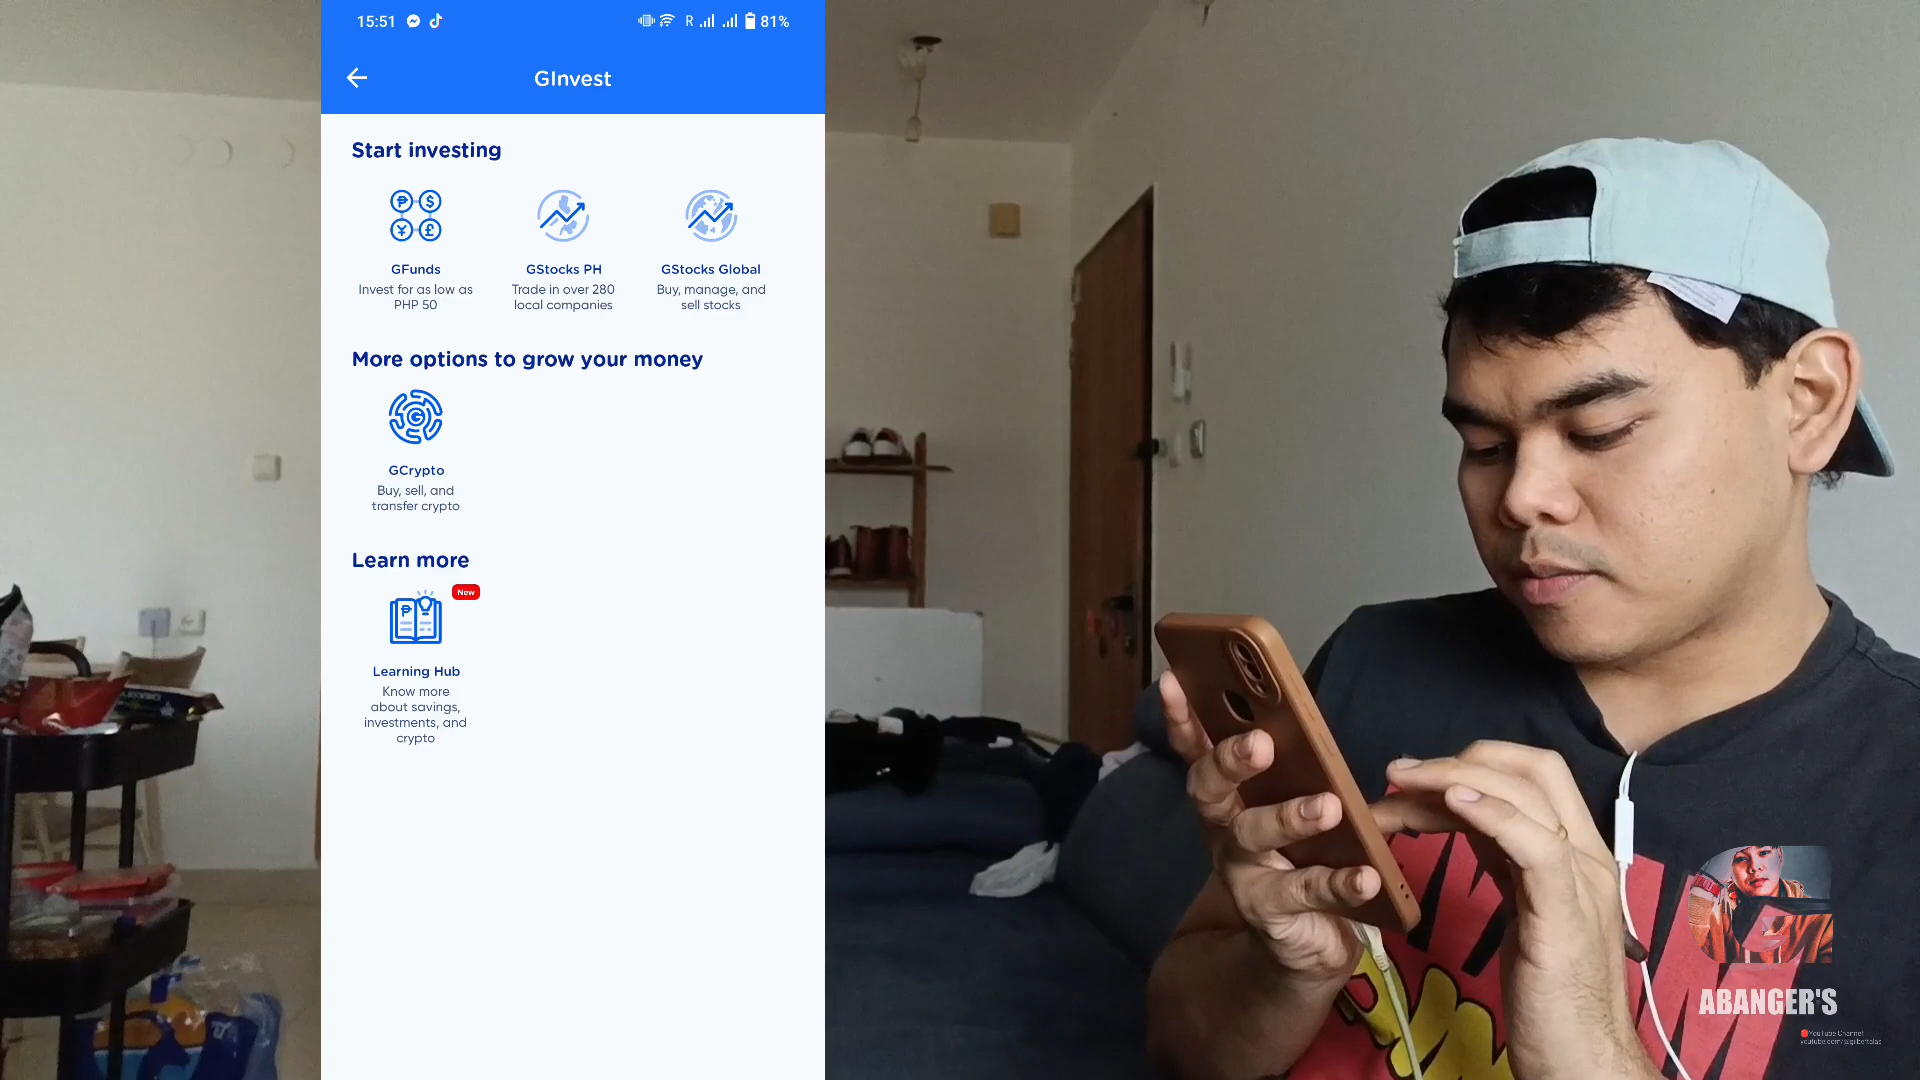 15:51
R
81%
GInvest
Start investing
GFunds
Invest for as low as
PHP 50
GStocks PH
Trade in over 280
local companies
GStocks Global
Buy, manage, and
sell stocks
More options to grow your money
GCrypto
Buy, sell, and
transfer crypto
Learn more
New
Learning Hub
Know more
about savings,
investments, and
crypto
ABANGER'S
YouTube Channel